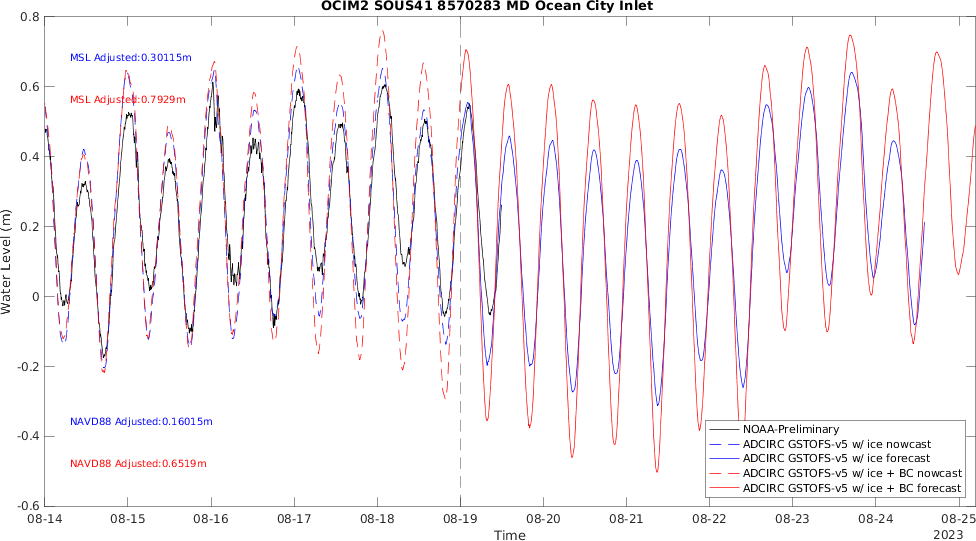 OCIM2 SOUS41 8570283 MD Ocean City Inlet
0.8
0.6
0.4
0.2
0
-0.2
-0.4
-0.6
Water Level (m)
MSL Adjusted:0.30115m
MSL Adjusted:0.7929m
NAVD88 Adjusted:0.16015m
NAVD88 Adjusted:0.6519m
NOAA-Preliminary
ADCIRC GSTOFS-v5 w/ ice nowcast
ADCIRC GSTOFS-v5 w/ ice forecast
ADCIRC GSTOFS-v5 w/ ice + BC nowcast
ADCIRC GSTOFS-v5 w/ ice + BC forecast
08-14 08-15 08-16 08-17 08-18 08-19 08-20 08-21 08-22 08-23 08-24 08-25
Time
2023